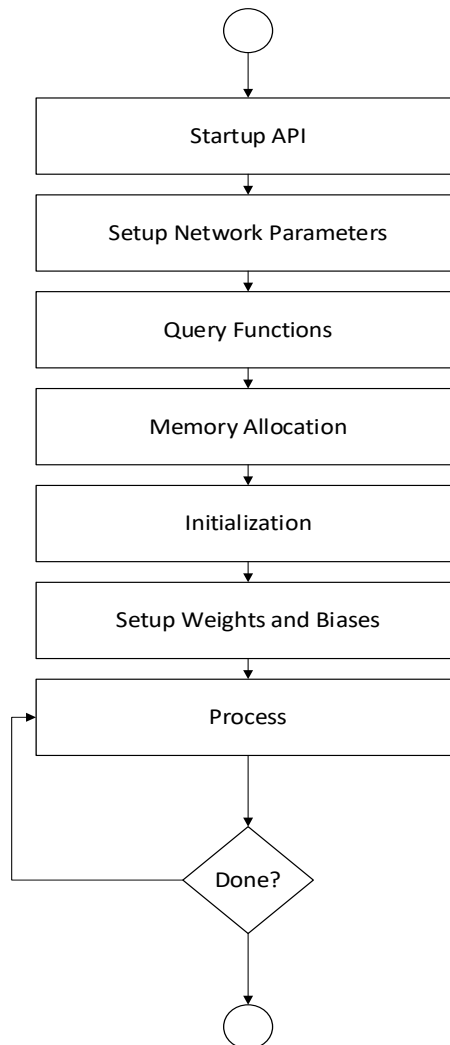 Startup API
Setup Network Parameters
Query Functions
Memory Allocation
Initialization
Setup Weights and Biases
Process
Done?